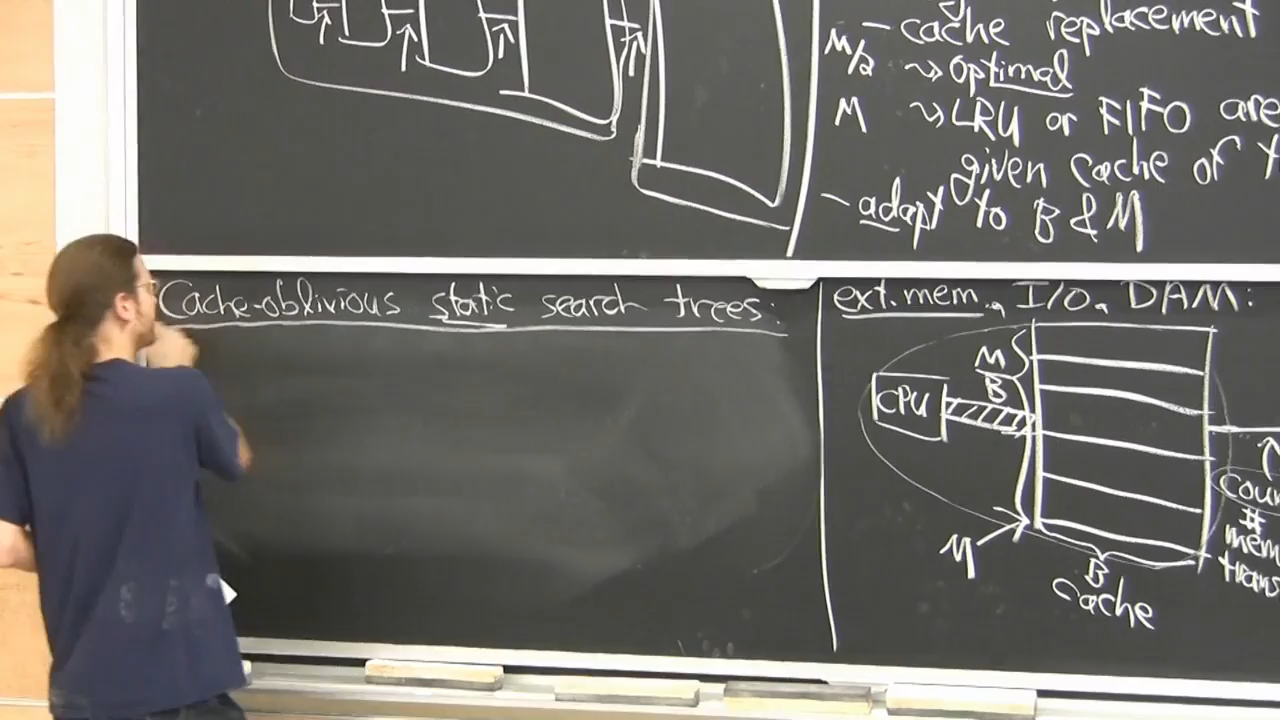 - cache replacement
M/2 ~> optimal
M ~> LRU or FIFO are
given cache of
- adapt to B & M
Cache-oblivious static search trees:
ext. mem., I/O, DAM:
M
B
CPU
M
B
cache
#
mem
trans